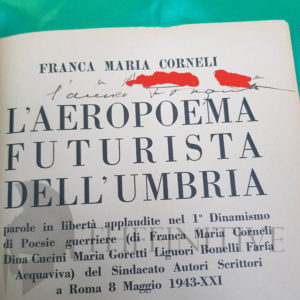 FRANCA MARIA CORNELI
L'AEROPOEMA
FUTURISTA
DELL'UMBRIA
parole in libertà applaudite nel 1° Dinamismo
di Poesie guerriere (di Franca Maria Corneli
Dina Cucini Maria Goretti Liguori Bonelli Farfa
Acquaviva) del Sindacato Autori Scrittori
a Roma 8 Maggio 1943-XXI